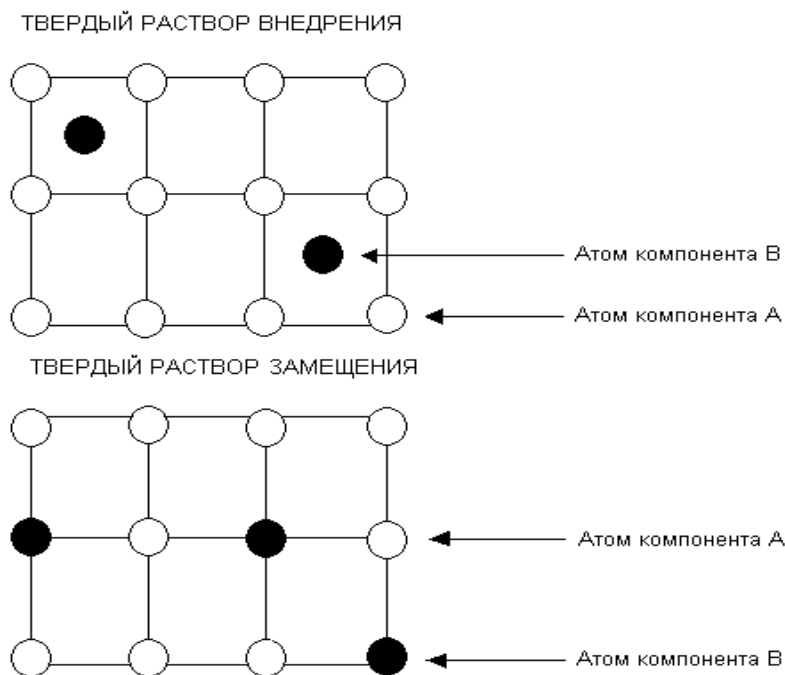 ТВЕРДЫЙ РАСТВОР ВНЕДРЕНИЯ
Атом компонента В
Атом компонента А
ТВЕРДЫЙ РАСТВОР ЗАМЕЩЕНИЯ
Атом компонента А
Атом компонента В